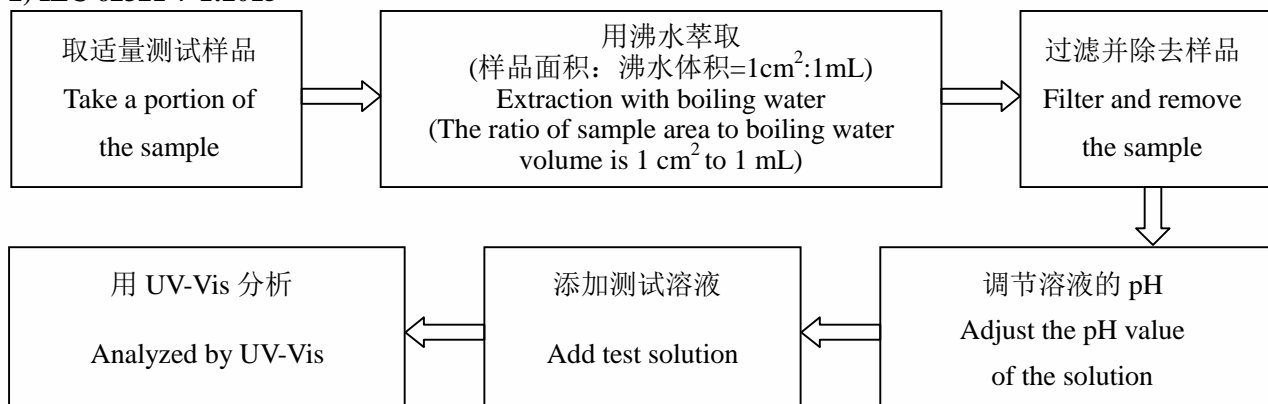 取适量测试样品
Take a portion of
the sample
用沸水萃取
(样品面积：沸水体积=1cm²:1mL)
Extraction with boiling water
(The ratio of sample area to boiling water
volume is 1 cm² to 1 mL)
过滤并除去样品
Filter and remove
the sample
调节溶液的 pH
Adjust the pH value
of the solution
添加测试溶液
Add test solution
用 UV-Vis 分析
Analyzed by UV-Vis